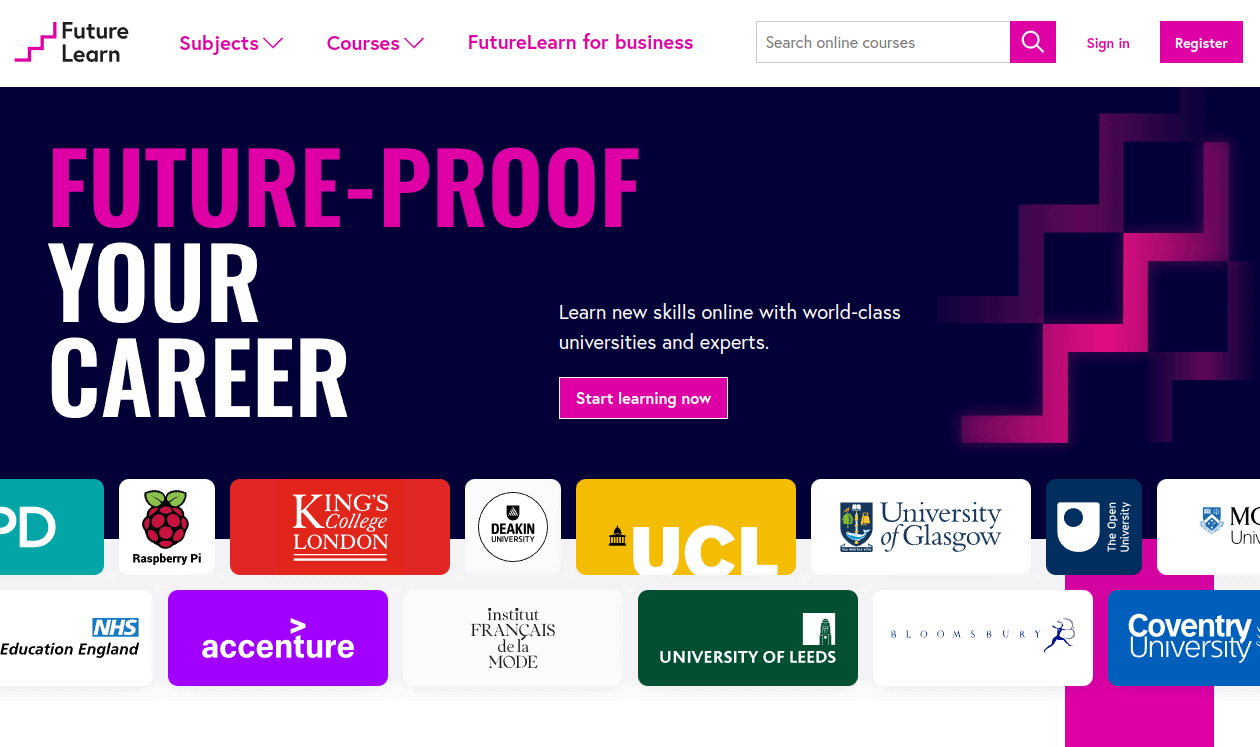 Future
Learn
Subjects
Courses
FutureLearn for business
Search online courses
Sign in
Register
FUTURE-PROOF
YOUR
CAREER
Learn new skills online with world-class
universities and experts.
Start learning now
PD
Raspberry Pi
KING'S
College
LONDON
DEAKIN
UNIVERSITY
UCL
University
of Glasgow
The Open
University
NHS
Education England
accenture
institut
FRANÇAIS
de la
MODE
UNIVERSITY OF LEEDS
BLOOMSBURY
Coventry
University